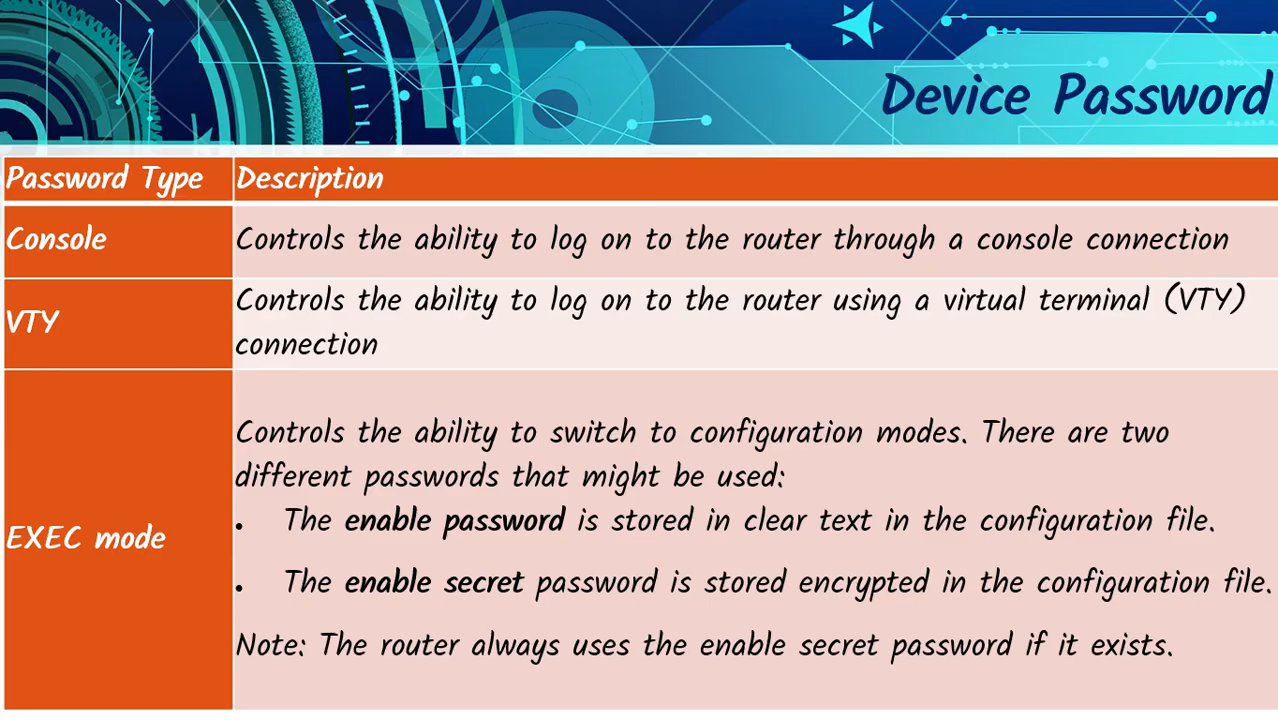 Device Password
Password Type Description
Console Controls the ability to log on to the router through a console connection
VTY Controls the ability to log on to the router using a virtual terminal (VTY)
connection
EXEC mode
Controls the ability to switch to configuration modes. There are two
different passwords that might be used:
• The enable password is stored in clear text in the configuration file.
• The enable secret password is stored encrypted in the configuration file.
Note: The router always uses the enable secret password if it exists.